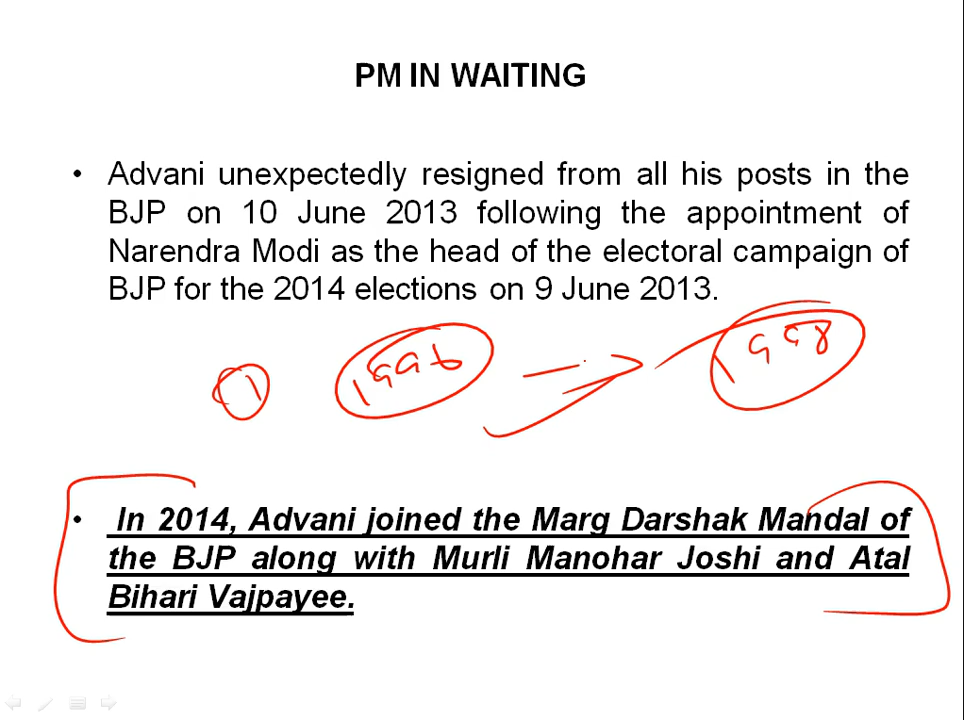 PM IN WAITING
• Advani unexpectedly resigned from all his posts in the
BJP on 10 June 2013 following the appointment of
Narendra Modi as the head of the electoral campaign of
BJP for the 2014 elections on 9 June 2013.
1 1996 1998
• In 2014, Advani joined the Marg Darshak Mandal of
the BJP along with Murli Manohar Joshi and Atal
Bihari Vajpayee.